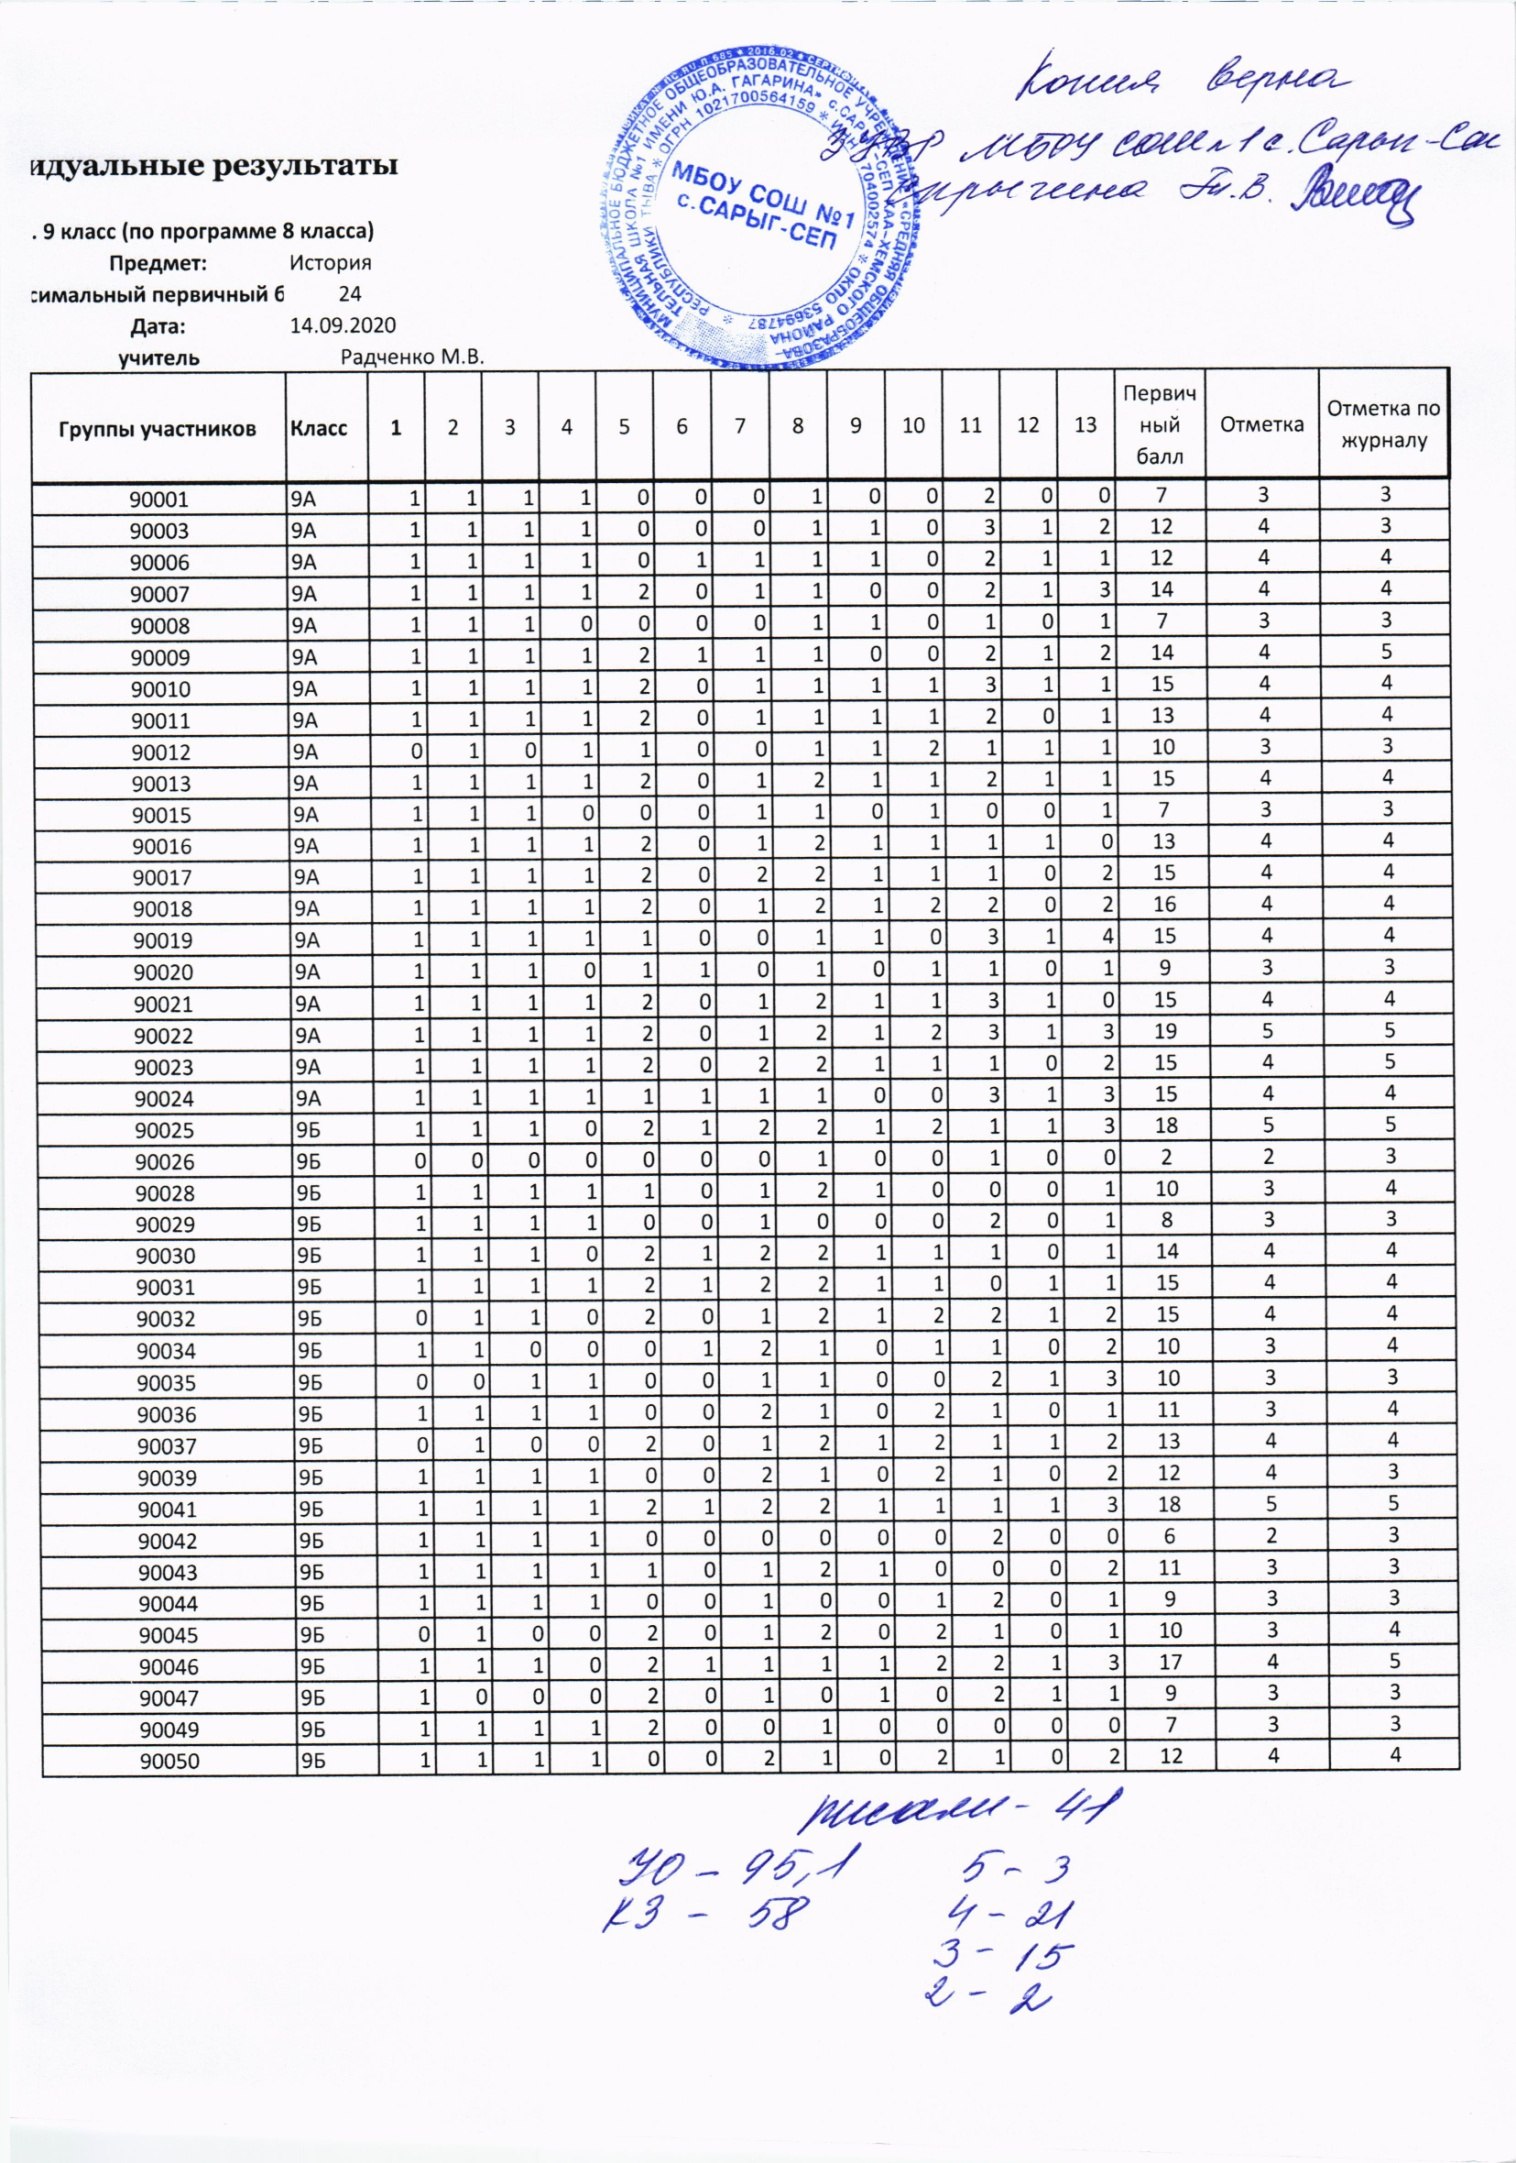 Копия верна
ЗУВР МБОУ СОШ №1 с. Сарыг-Сеп
Т.В.
МУНИЦИПАЛЬНОЕ БЮДЖЕТНОЕ ОБЩЕОБРАЗОВАТЕЛЬНОЕ УЧРЕЖДЕНИЕ «СРЕДНЯЯ ОБЩЕОБРАЗОВА-
ТЕЛЬНАЯ ШКОЛА №1 ИМЕНИ Ю.А. ГАГАРИНА» с.САРЫГ-СЕП КАА-ХЕМСКОГО РАЙОНА
РЕСПУБЛИКИ ТЫВА * ОГРН 1021700564159 * ИНН 1704002574 * ОКПО 53694787 *
МБОУ СОШ №1
с.САРЫГ-СЕП
идуальные результаты
. 9 класс (по программе 8 класса)
Предмет: История
симальный первичный б 24
Дата: 14.09.2020
учитель Радченко М.В.
Группы участников Класс 1 2 3 4 5 6 7 8 9 10 11 12 13 Первич ный балл Отметка Отметка по журналу
90001 9А 1 1 1 1 0 0 0 1 0 0 2 0 0 7 3 3
90003 9А 1 1 1 1 0 0 0 1 1 0 3 1 2 12 4 3
90006 9А 1 1 1 1 0 1 1 1 1 0 2 1 1 12 4 4
90007 9А 1 1 1 1 2 0 1 1 0 0 2 1 3 14 4 4
90008 9А 1 1 1 0 0 0 0 1 1 0 1 0 1 7 3 3
90009 9А 1 1 1 1 2 1 1 1 0 0 2 1 2 14 4 5
90010 9А 1 1 1 1 2 0 1 1 1 1 3 1 1 15 4 4
90011 9А 1 1 1 1 2 0 1 1 1 1 2 0 1 13 4 4
90012 9А 0 1 0 1 1 0 0 1 1 2 1 1 1 10 3 3
90013 9А 1 1 1 1 2 0 1 2 1 1 2 1 1 15 4 4
90015 9А 1 1 1 0 0 0 1 1 0 1 0 0 1 7 3 3
90016 9А 1 1 1 1 2 0 1 2 1 1 1 1 0 13 4 4
90017 9А 1 1 1 1 2 0 2 2 1 1 1 0 2 15 4 4
90018 9А 1 1 1 1 2 0 1 2 1 2 2 0 2 16 4 4
90019 9А 1 1 1 1 1 0 0 1 1 0 3 1 4 15 4 4
90020 9А 1 1 1 0 1 1 0 1 0 1 1 0 1 9 3 3
90021 9А 1 1 1 1 2 0 1 2 1 1 3 1 0 15 4 4
90022 9А 1 1 1 1 2 0 1 2 1 2 3 1 3 19 5 5
90023 9А 1 1 1 1 2 0 2 2 1 1 1 0 2 15 4 5
90024 9А 1 1 1 1 1 1 1 1 0 0 3 1 3 15 4 4
90025 9Б 1 1 1 0 2 1 2 2 1 2 1 1 3 18 5 5
90026 9Б 0 0 0 0 0 0 0 1 0 0 1 0 0 2 2 3
90028 9Б 1 1 1 1 1 0 1 2 1 0 0 0 1 10 3 4
90029 9Б 1 1 1 1 0 0 1 0 0 0 2 0 1 8 3 3
90030 9Б 1 1 1 0 2 1 2 2 1 1 1 0 1 14 4 4
90031 9Б 1 1 1 1 2 1 2 2 1 1 0 1 1 15 4 4
90032 9Б 0 1 1 0 2 0 1 2 1 2 2 1 2 15 4 4
90034 9Б 1 1 0 0 0 1 2 1 0 1 1 0 2 10 3 4
90035 9Б 0 0 1 1 0 0 1 1 0 0 2 1 3 10 3 3
90036 9Б 1 1 1 1 0 0 2 1 0 2 1 0 1 11 3 4
90037 9Б 0 1 0 0 2 0 1 2 1 2 1 1 2 13 4 4
90039 9Б 1 1 1 1 0 0 2 1 0 2 1 0 2 12 4 3
90041 9Б 1 1 1 1 2 1 2 2 1 1 1 1 3 18 5 5
90042 9Б 1 1 1 1 0 0 0 0 0 0 2 0 0 6 2 3
90043 9Б 1 1 1 1 1 0 1 2 1 0 0 0 2 11 3 3
90044 9Б 1 1 1 1 0 0 1 0 0 1 2 0 1 9 3 3
90045 9Б 0 1 0 0 2 0 1 2 0 2 1 0 1 10 3 4
90046 9Б 1 1 1 0 2 1 1 1 1 2 2 1 3 17 4 5
90047 9Б 1 0 0 0 2 0 1 0 1 0 2 1 1 9 3 3
90049 9Б 1 1 1 1 2 0 0 1 0 0 0 0 0 7 3 3
90050 9Б 1 1 1 1 0 0 2 1 0 2 1 0 2 12 4 4
писали - 41
УО - 95,1 5 - 3
КЗ - 58 4 - 21
3 - 15
2 - 2